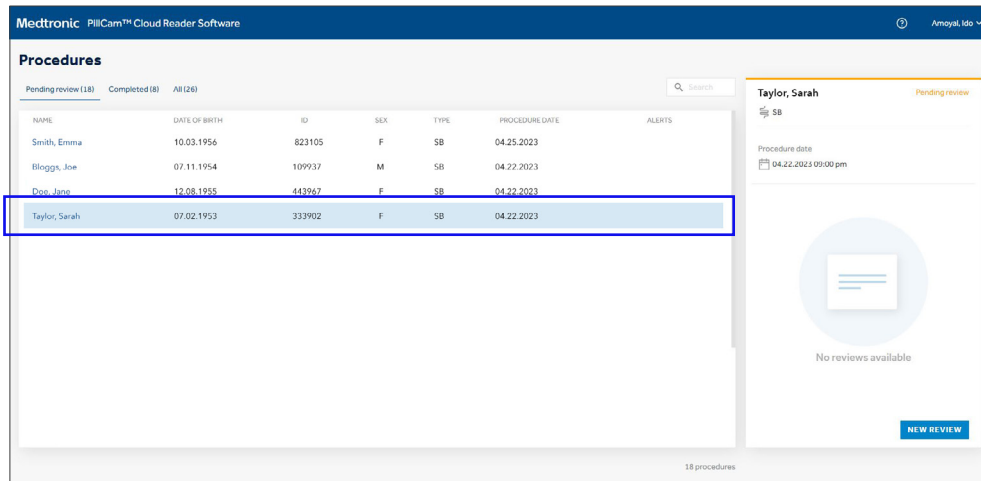 Medtronic PillCam™ Cloud Reader Software
Amoyal, Ido
Procedures
Pending review (18) Completed (8) All (26)
Search
NAME DATE OF BIRTH ID SEX TYPE PROCEDURE DATE ALERTS
Smith, Emma 10.03.1956 823105 F SB 04.25.2023
Bloggs, Joe 07.11.1954 109937 M SB 04.22.2023
Doe, Jane 12.08.1955 443967 F SB 04.22.2023
Taylor, Sarah 07.02.1953 333902 F SB 04.22.2023
18 procedures
Taylor, Sarah Pending review
SB
Procedure date
04.22.2023 09:00 pm
No reviews available
NEW REVIEW